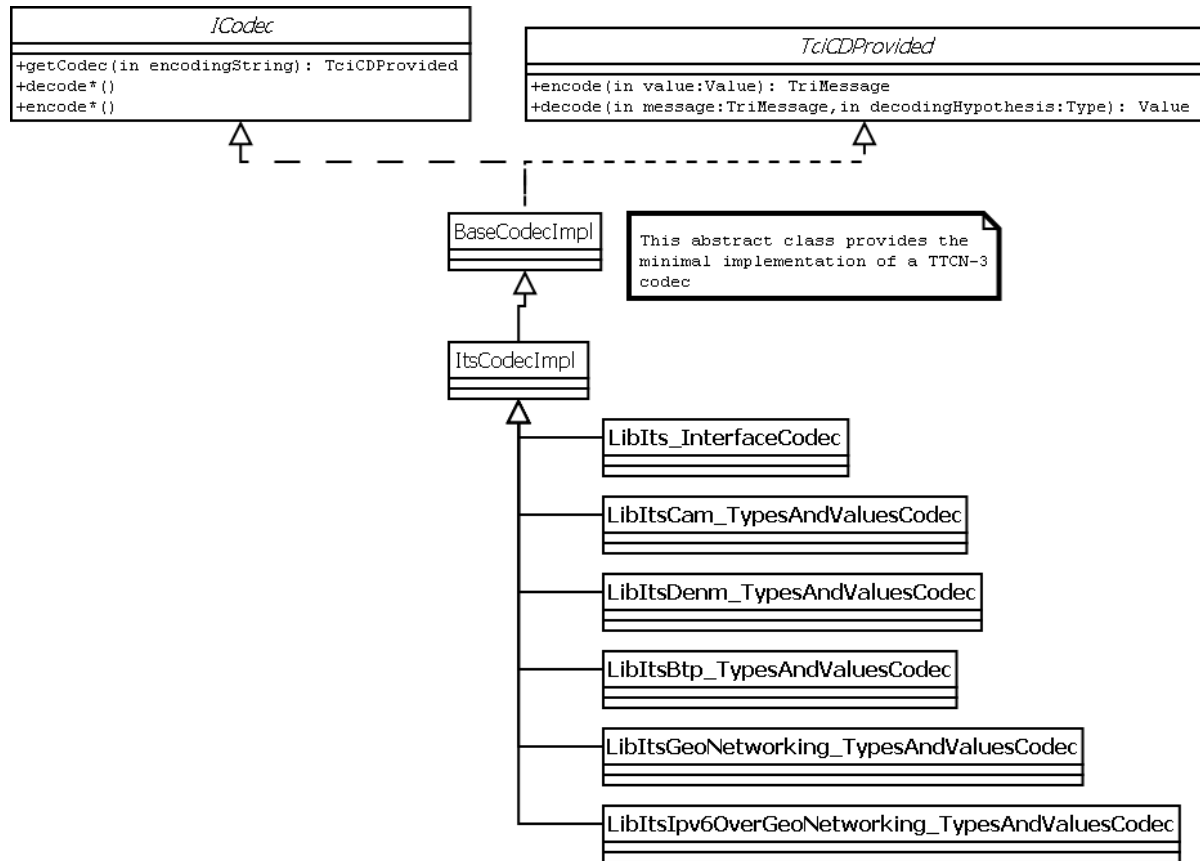 ICodec
+getCodec(in encodingString): TciCDProvided
+decode*()
+encode*()
TciCDProvided
+encode(in value:Value): TriMessage
+decode(in message:TriMessage,in decodingHypothesis:Type): Value
BaseCodecImpl
This abstract class provides the
minimal implementation of a TTCN-3
codec
ItsCodecImpl
LibIts_InterfaceCodec
LibItsCam_TypesAndValuesCodec
LibItsDenm_TypesAndValuesCodec
LibItsBtp_TypesAndValuesCodec
LibItsGeoNetworking_TypesAndValuesCodec
LibItsIpv6OverGeoNetworking_TypesAndValuesCodec